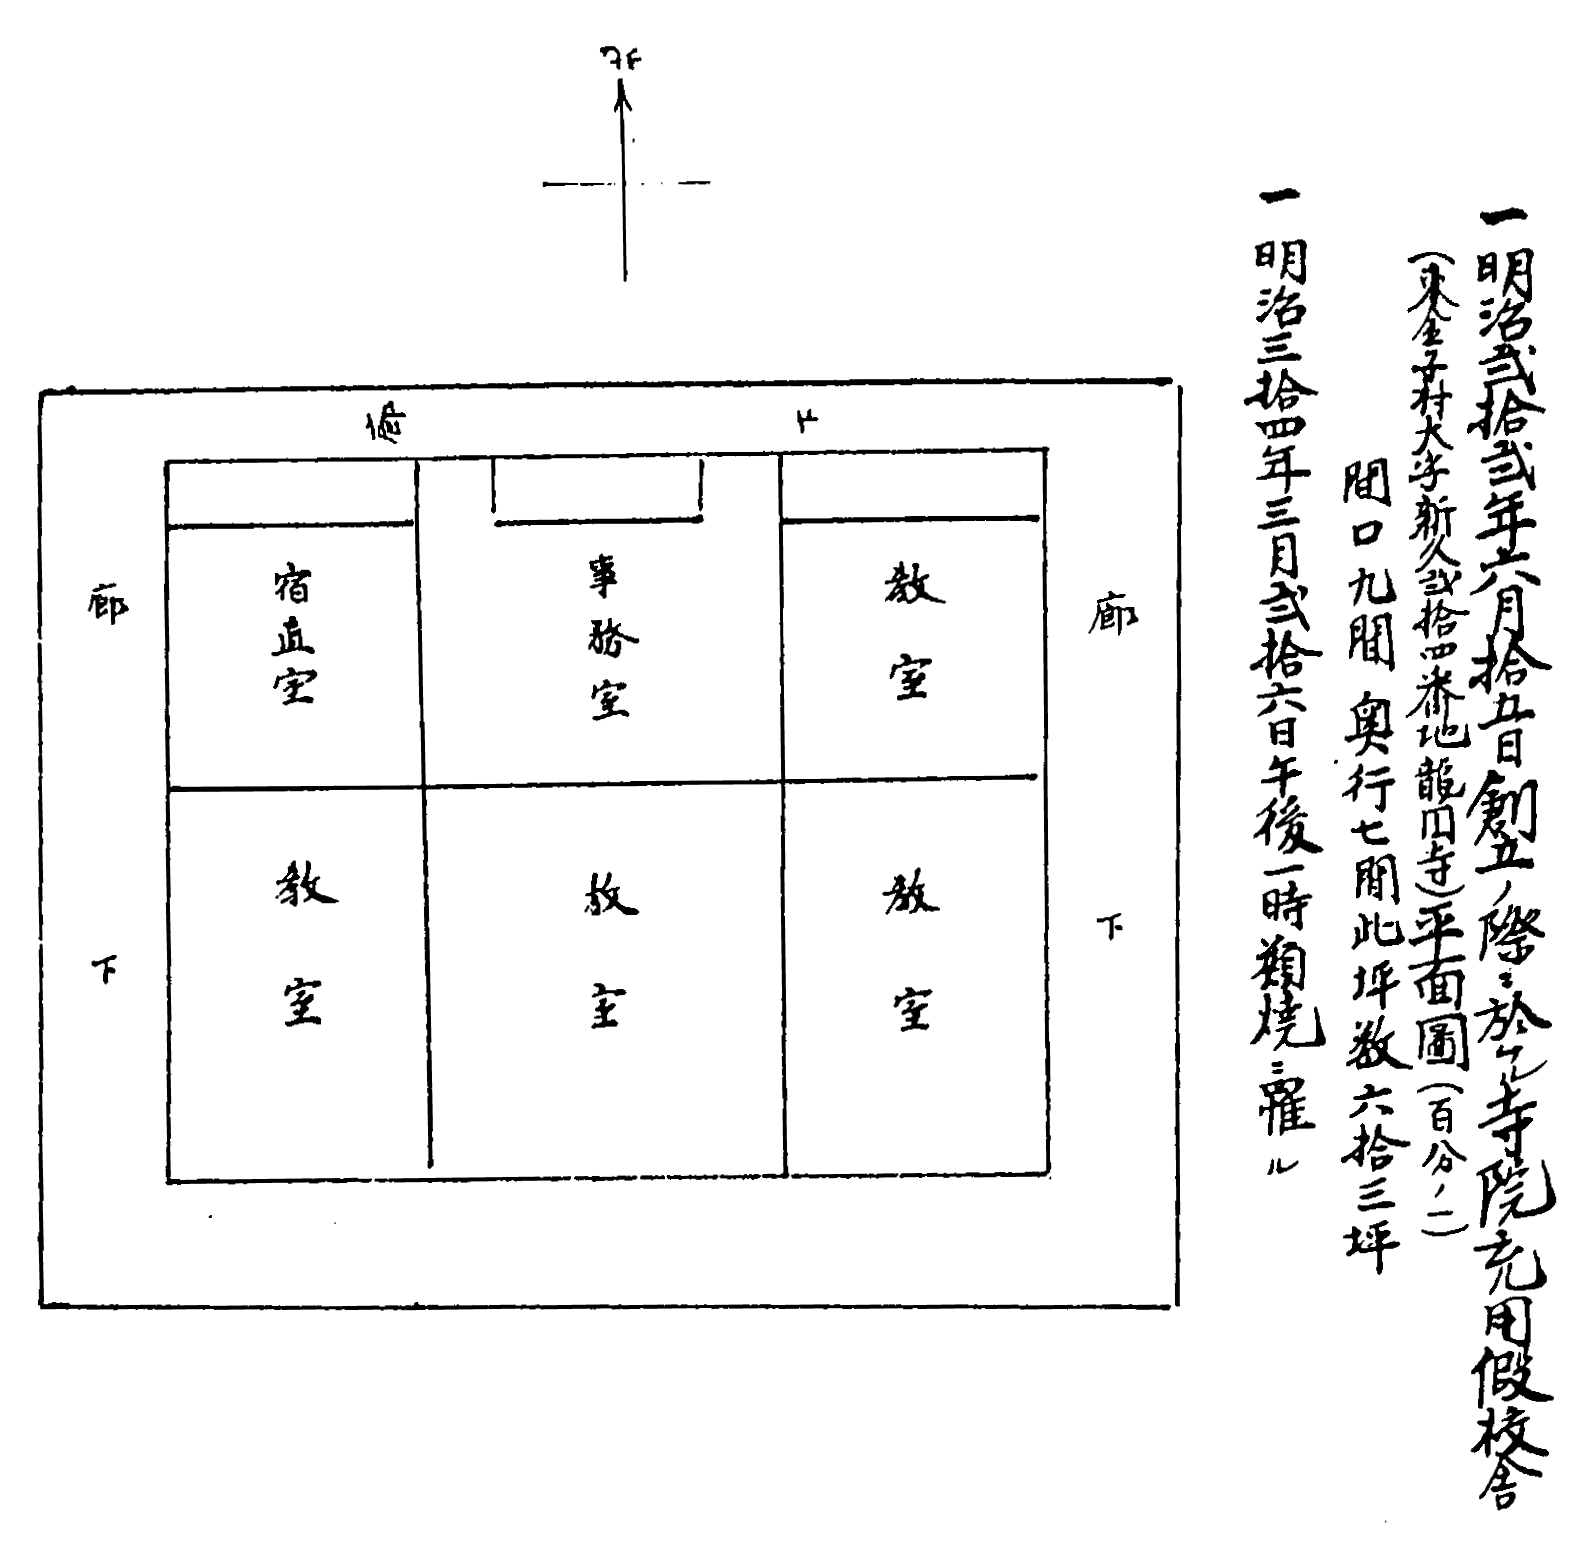 一 明治弐拾弐年六月拾五日創立ノ際ニ於ケル寺院充用假校舎
(東金子村大字新久弐拾四番地龍円寺)平面圖(百分ノ一)
間口九間 奥行七間此坪数六拾三坪
一 明治三拾四年三月弐拾六日午後一時類燒ニ罹ル
下
廊下
教室
事務室
宿直室
廊下
教室
教室
教室